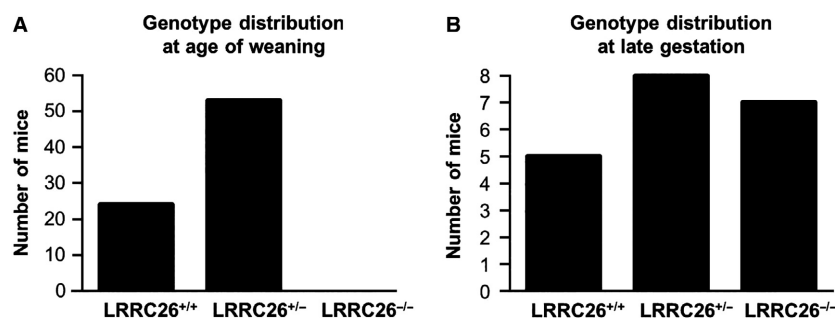 A
Genotype distribution
at age of weaning
Number of mice
60
50
40
30
20
10
0
LRRC26+/+
LRRC26+/–
LRRC26–/–
B
Genotype distribution
at late gestation
Number of mice
8
7
6
5
4
3
2
1
0
LRRC26+/+
LRRC26+/–
LRRC26–/–